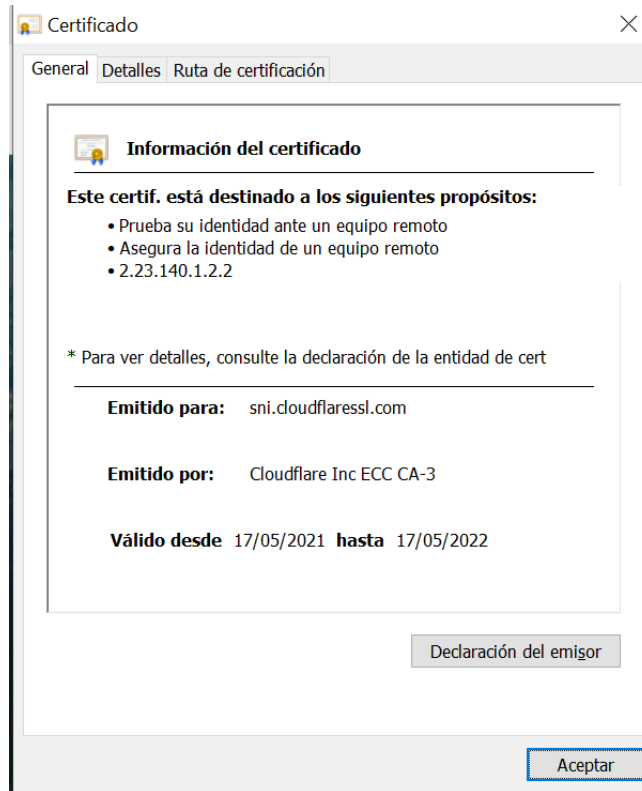 Certificado
General Detalles Ruta de certificación
Información del certificado
Este certif. está destinado a los siguientes propósitos:
• Prueba su identidad ante un equipo remoto
• Asegura la identidad de un equipo remoto
• 2.23.140.1.2.2
* Para ver detalles, consulte la declaración de la entidad de cert
Emitido para: sni.cloudflaressl.com
Emitido por: Cloudflare Inc ECC CA-3
Válido desde 17/05/2021 hasta 17/05/2022
Declaración del emisor
Aceptar